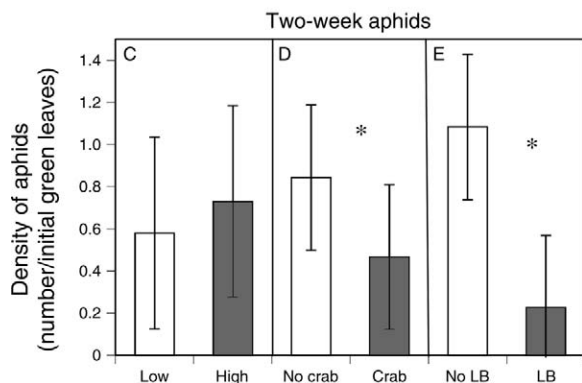 Two-week aphids
C
D
E
1.4
1.2
1.0
0.8
0.6
0.4
0.2
0
Density of aphids
(number/initial green leaves)
*
*
Low High No crab Crab No LB LB